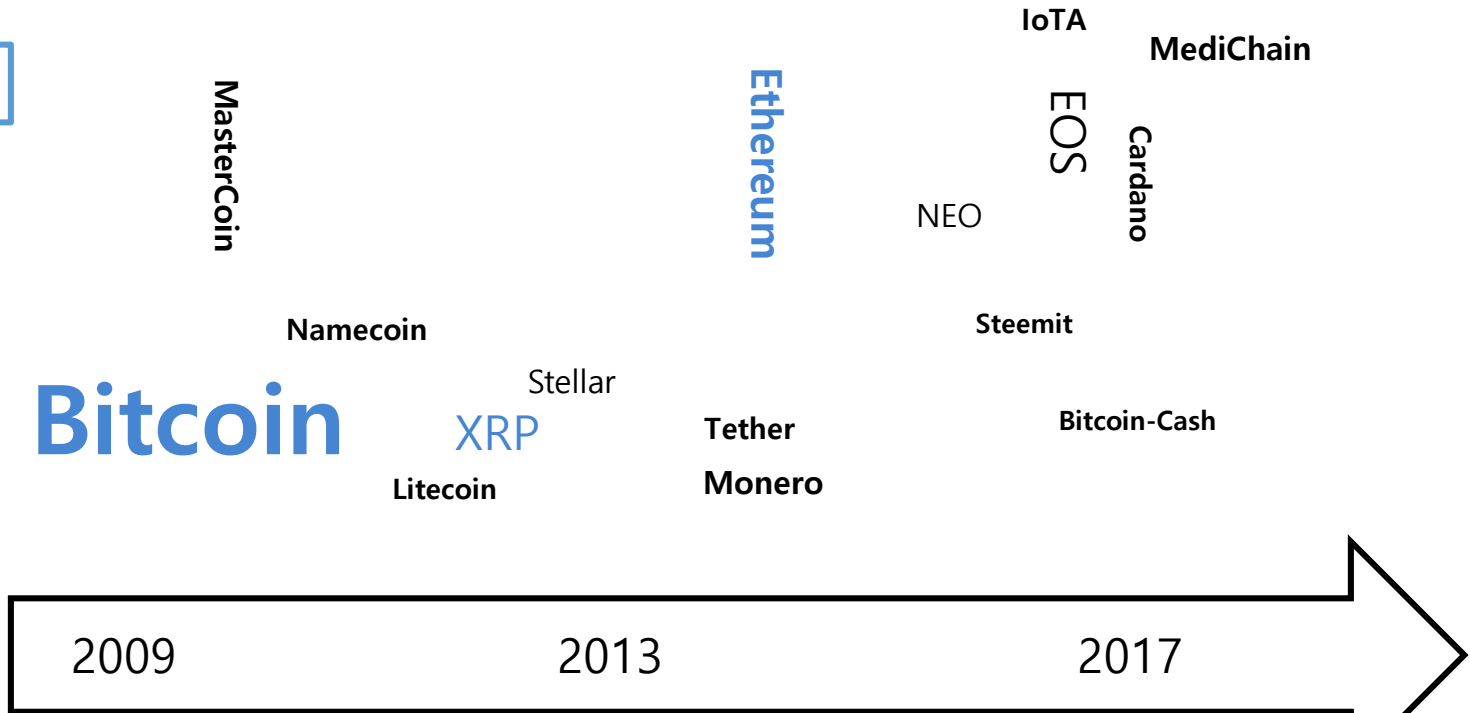 IoTA
MediChain
MasterCoin
Ethereum
EOS
Cardano
NEO
Namecoin
Steemit
Stellar
Bitcoin
XRP
Tether
Bitcoin-Cash
Litecoin
Monero
2009
2013
2017